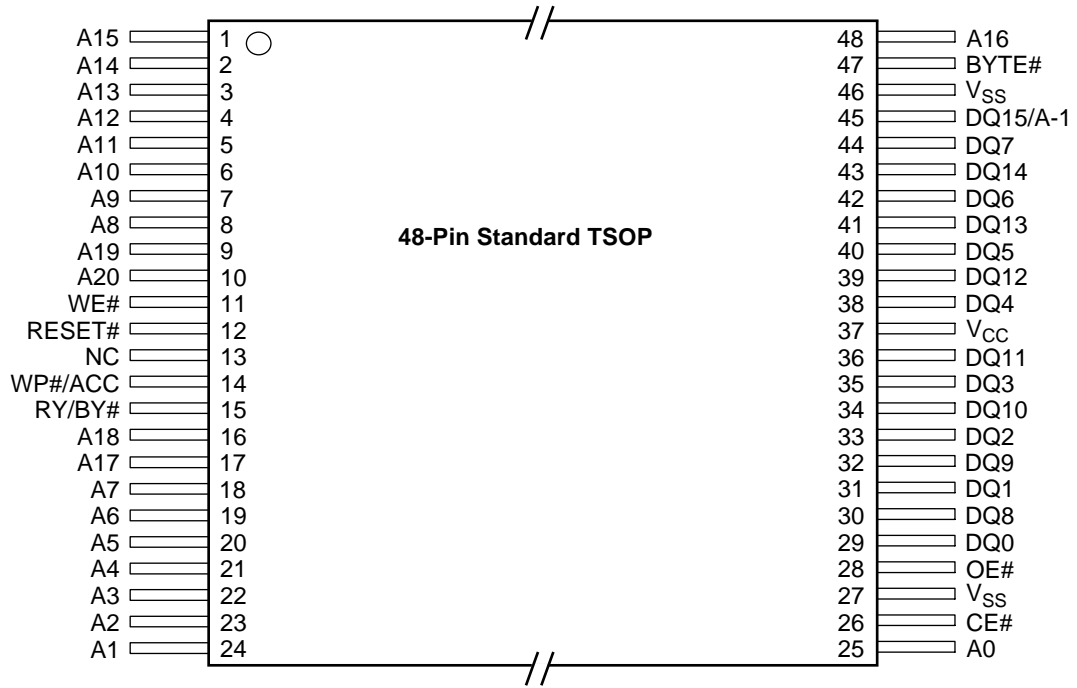 A15 1 48 A16
A14 2 47 BYTE#
A13 3 46 VSS
A12 4 45 DQ15/A-1
A11 5 44 DQ7
A10 6 43 DQ14
A9 7 42 DQ6
A8 8 41 DQ13
48-Pin Standard TSOP
A19 9 40 DQ5
A20 10 39 DQ12
WE# 11 38 DQ4
RESET# 12 37 VCC
NC 13 36 DQ11
WP#/ACC 14 35 DQ3
RY/BY# 15 34 DQ10
A18 16 33 DQ2
A17 17 32 DQ9
A7 18 31 DQ1
A6 19 30 DQ8
A5 20 29 DQ0
A4 21 28 OE#
A3 22 27 VSS
A2 23 26 CE#
A1 24 25 A0